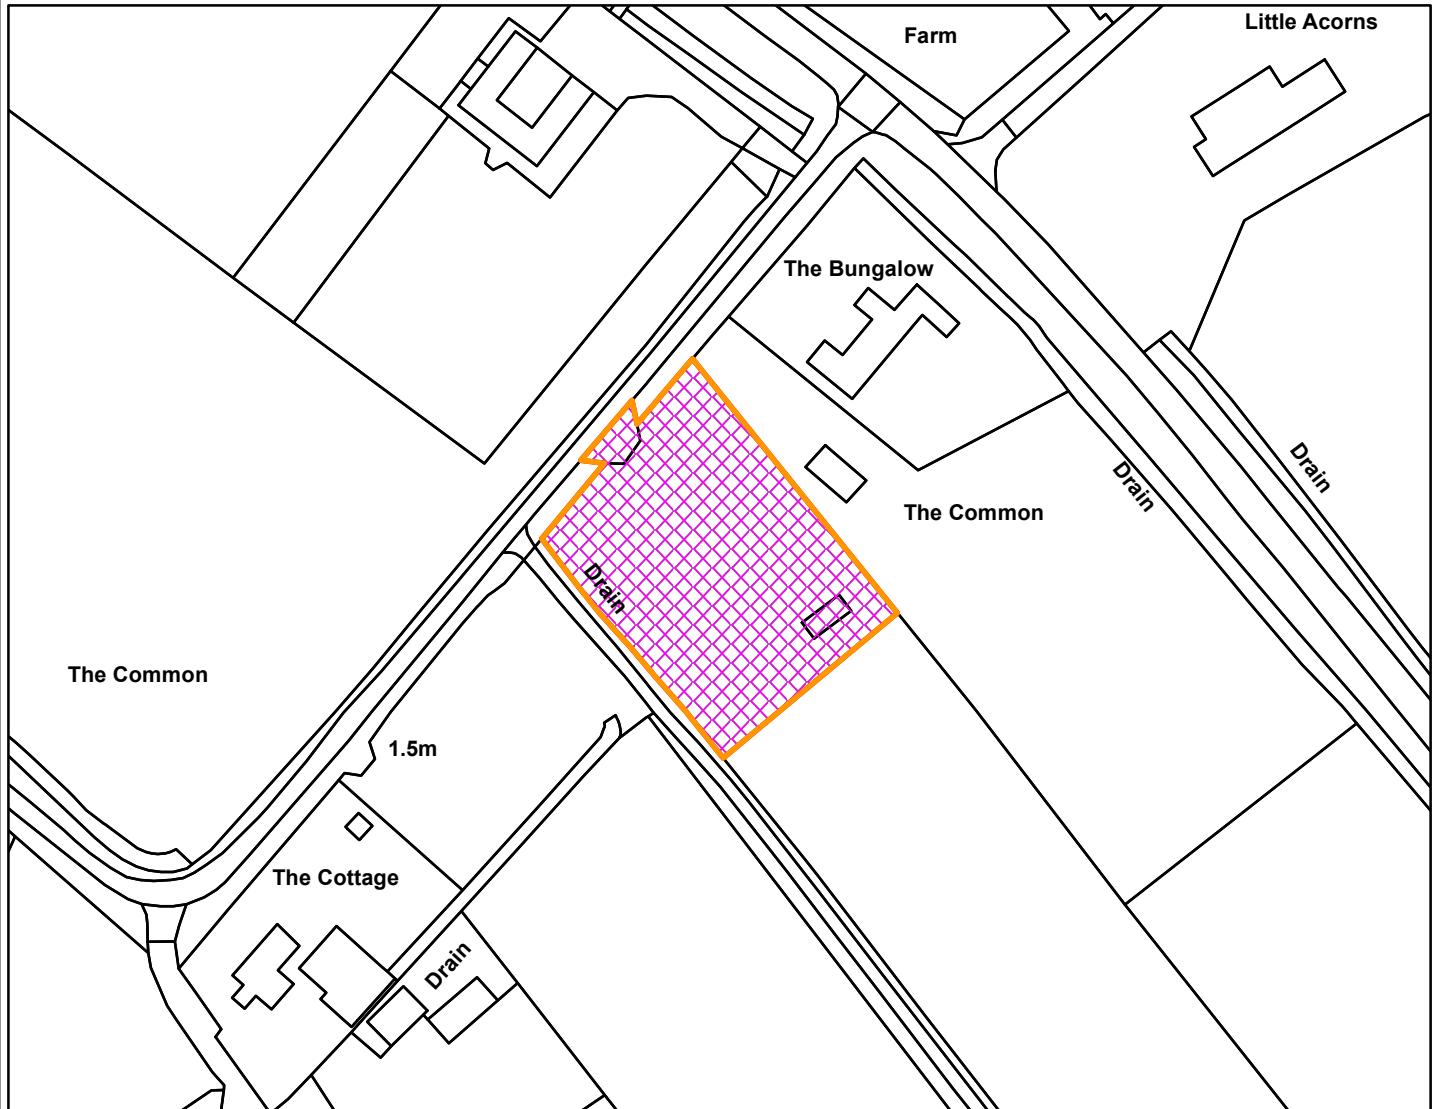 Little Acorns
Farm
The Bungalow
Drain
Drain
The Common
Drain
The Common
1.5m
The Cottage
Drain